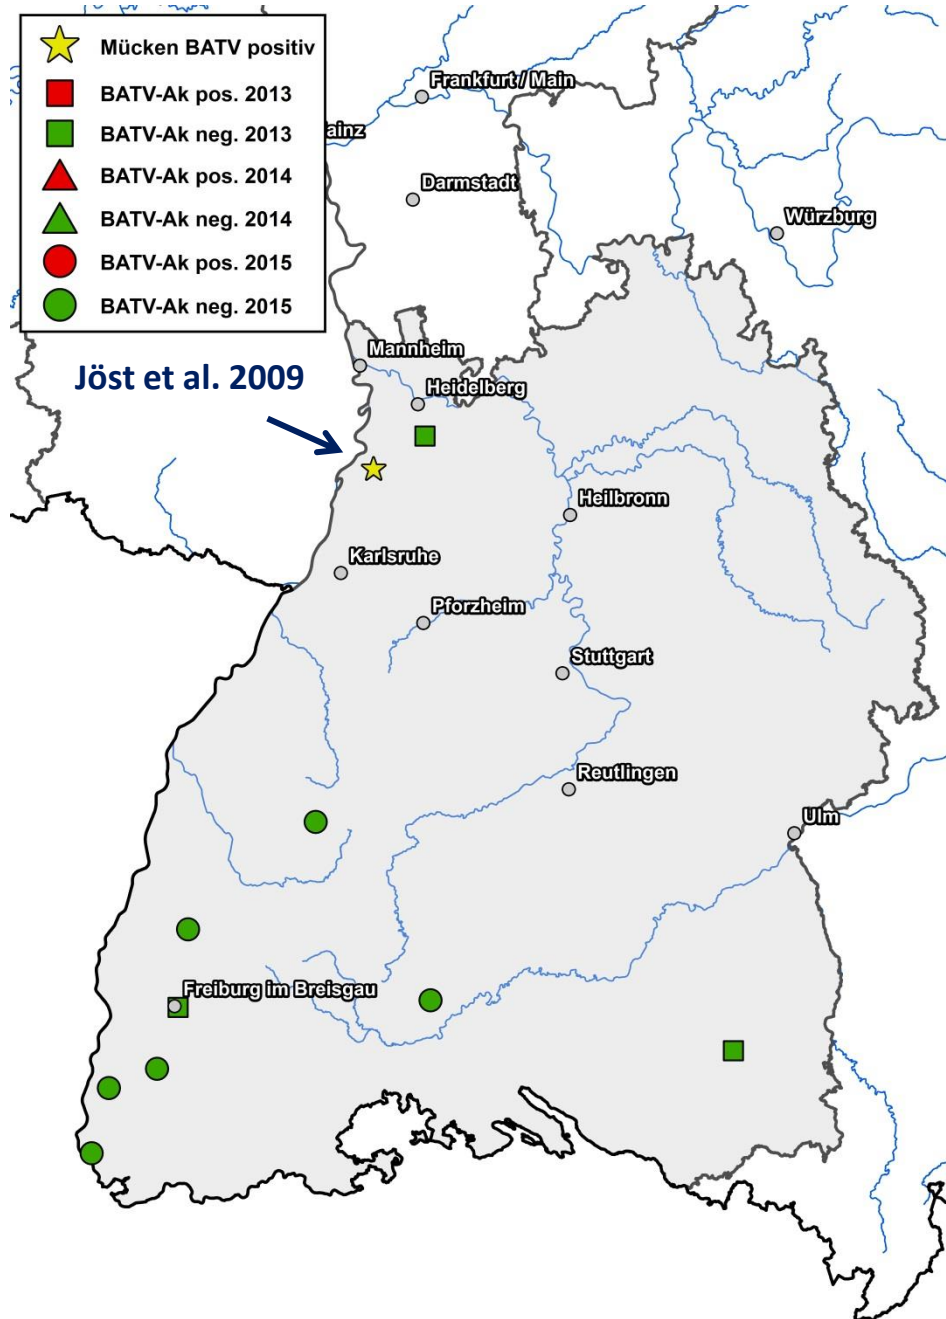 Mücken BATV positiv
BATV-Ak pos. 2013
BATV-Ak neg. 2013
BATV-Ak pos. 2014
BATV-Ak neg. 2014
BATV-Ak pos. 2015
BATV-Ak neg. 2015
Frankfurt / Main
ainz
Darmstadt
Würzburg
Mannheim
Jöst et al. 2009
Heidelberg
Heilbronn
Karlsruhe
Pforzheim
Stuttgart
Reutlingen
Ulm
Freiburg im Breisgau